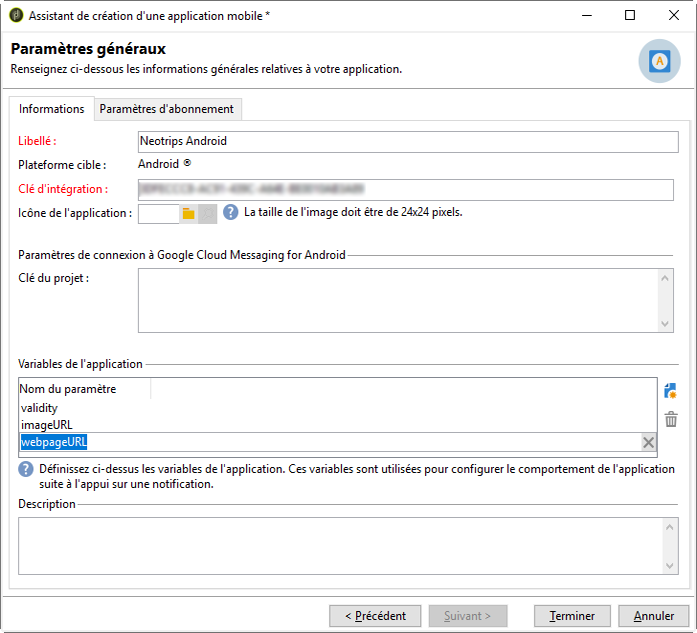 Assistant de création d'une application mobile *
Paramètres généraux
Renseignez ci-dessous les informations générales relatives à votre application.
Informations
Paramètres d'abonnement
Libellé :
Neotrips Android
Plateforme cible :
Android ®
Clé d'intégration :
Icône de l'application :
La taille de l'image doit être de 24x24 pixels.
Paramètres de connexion à Google Cloud Messaging for Android
Clé du projet :
Variables de l'application
Nom du paramètre
validity
imageURL
webpageURL
Définissez ci-dessus les variables de l'application. Ces variables sont utilisées pour configurer le comportement de l'application
suite à l'appui sur une notification.
Description
< Précédent
Suivant >
Terminer
Annuler